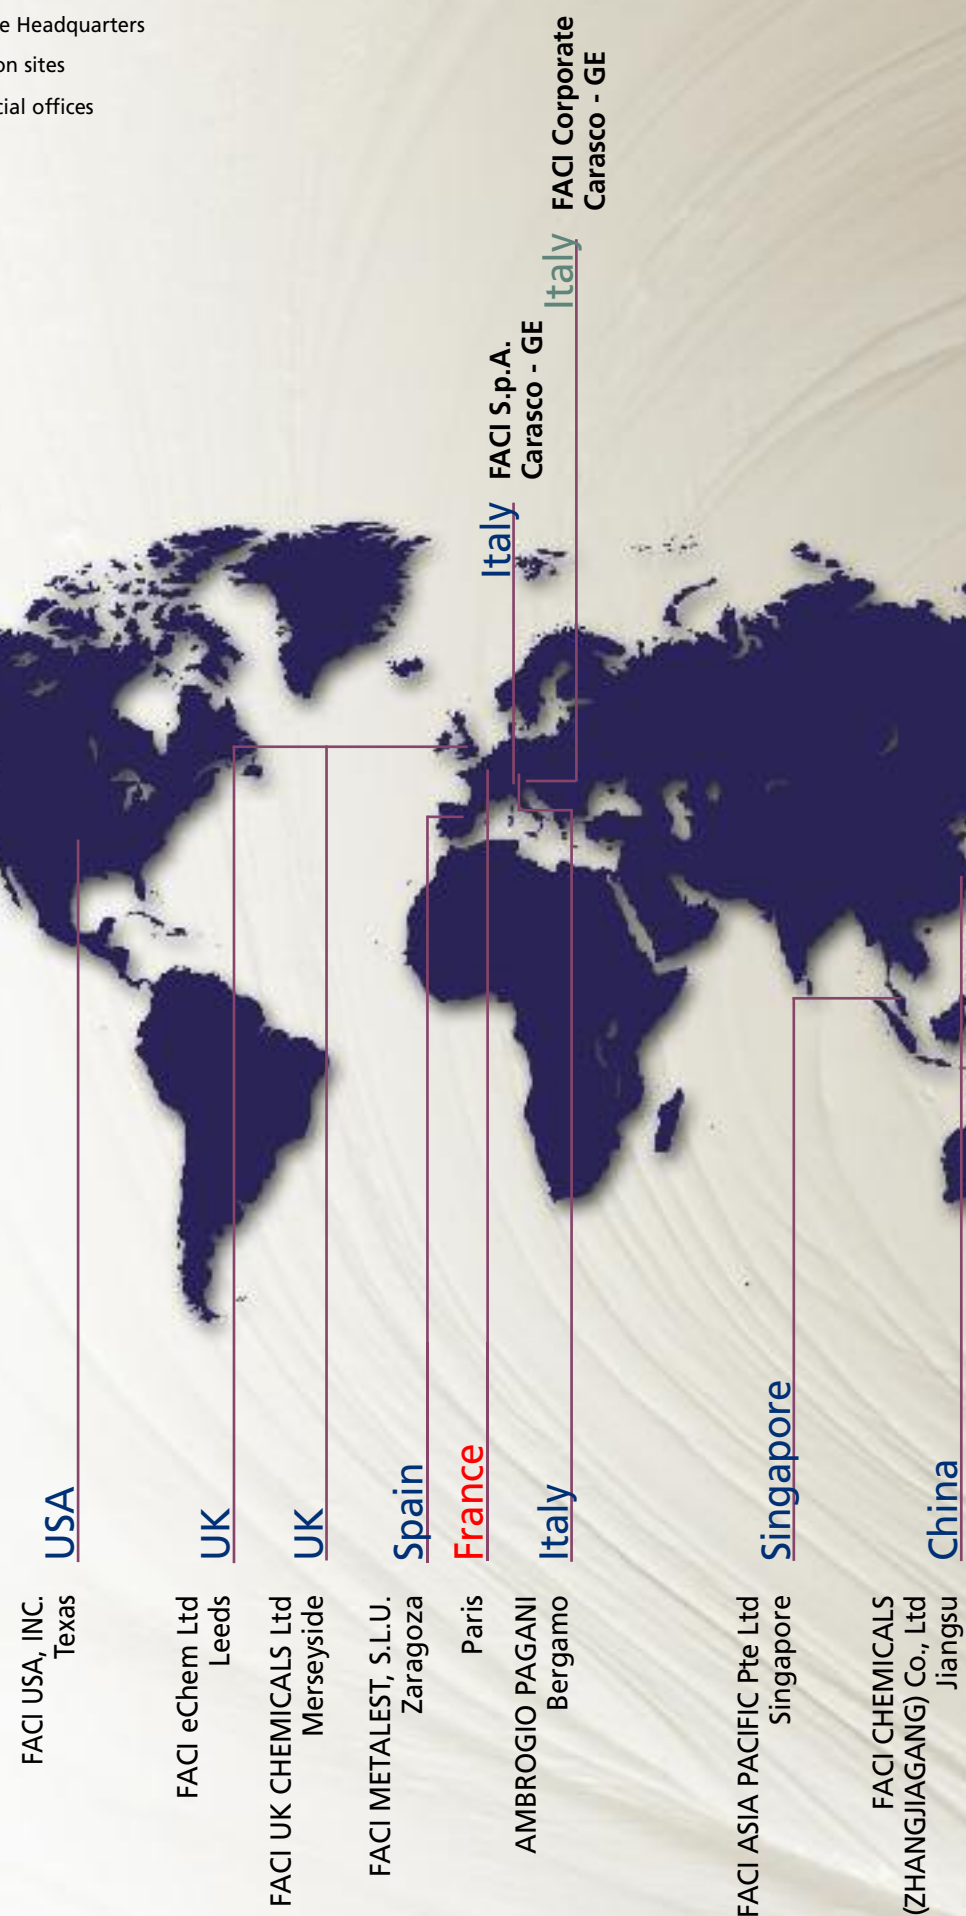 e Headquarters
on sites
cial offices
FACI Corporate
Carasco - GE
Italy
FACI S.p.A.
Carasco - GE
Italy
USA
FACI USA, INC.
Texas
UK
FACI eChem Ltd
Leeds
UK
FACI UK CHEMICALS Ltd
Merseyside
Spain
FACI METALEST, S.L.U.
Zaragoza
France
Paris
Italy
AMBROGIO PAGANI
Bergamo
Singapore
FACI ASIA PACIFIC Pte Ltd
Singapore
China
FACI CHEMICALS
(ZHANGJIAGANG) Co., Ltd
Jiangsu